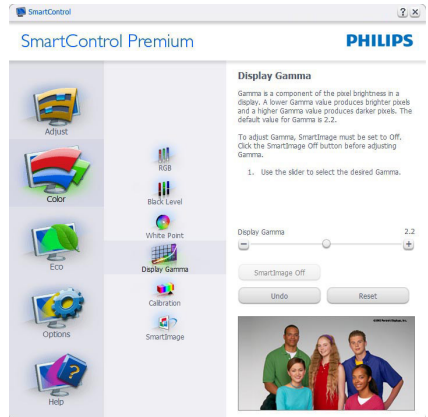 SmartControl
SmartControl Premium
PHILIPS
Adjust
Color
Eco
Options
Help
RGB
Black Level
White Point
Display Gamma
Calibration
SmartImage
Display Gamma
Gamma is a component of the pixel brightness in a
display. A lower Gamma value produces brighter pixels
and a higher Gamma value produces darker pixels. The
default value for Gamma is 2.2.
To adjust Gamma, SmartImage must be set to Off.
Click the SmartImage Off button before adjusting
Gamma.
1. Use the slider to select the desired Gamma.
Display Gamma 2.2
SmartImage Off
Undo Reset